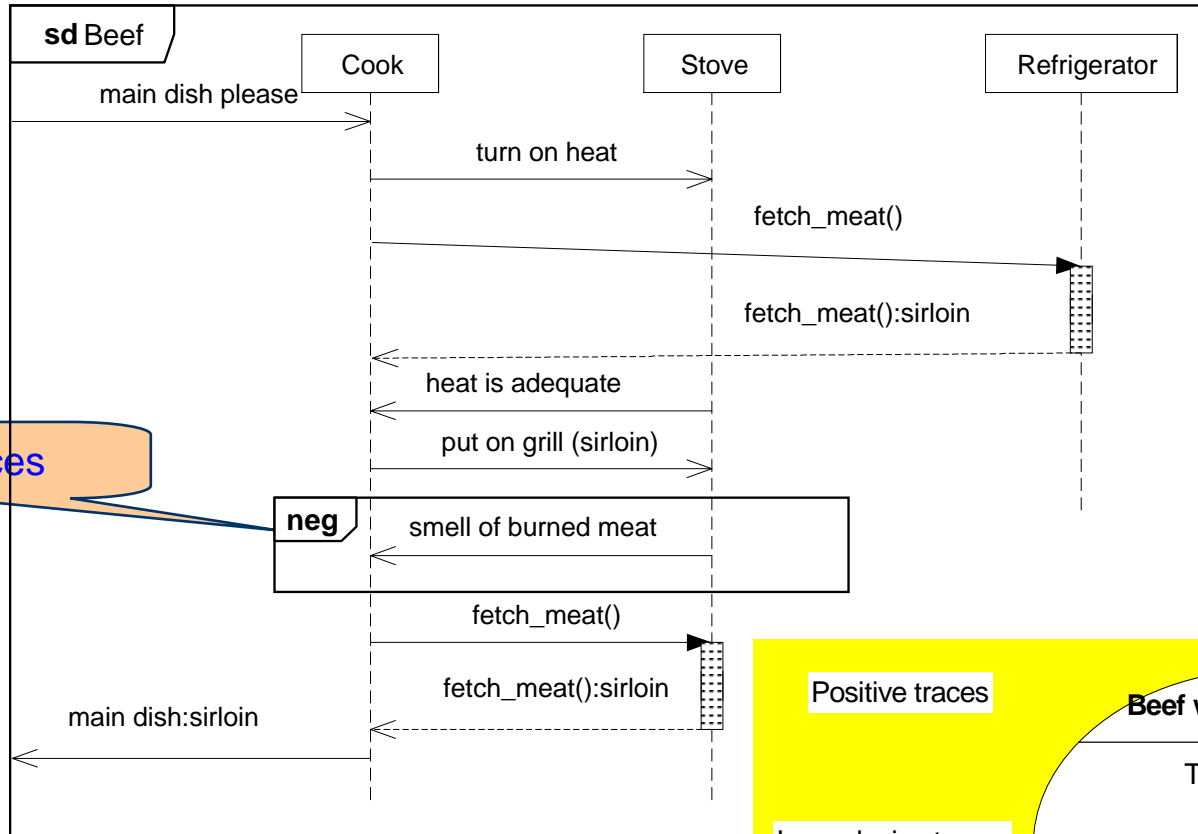 sd Beef
Cook
Stove
Refrigerator
main dish please
turn on heat
fetch_meat()
fetch_meat():sirloin
heat is adequate
put on grill (sirloin)
neg
smell of burned meat
fetch_meat()
fetch_meat():sirloin
main dish:sirloin
Positive traces
Beef